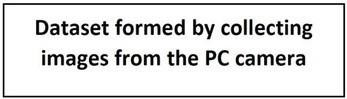 Dataset formed by collecting
images from the PC camera